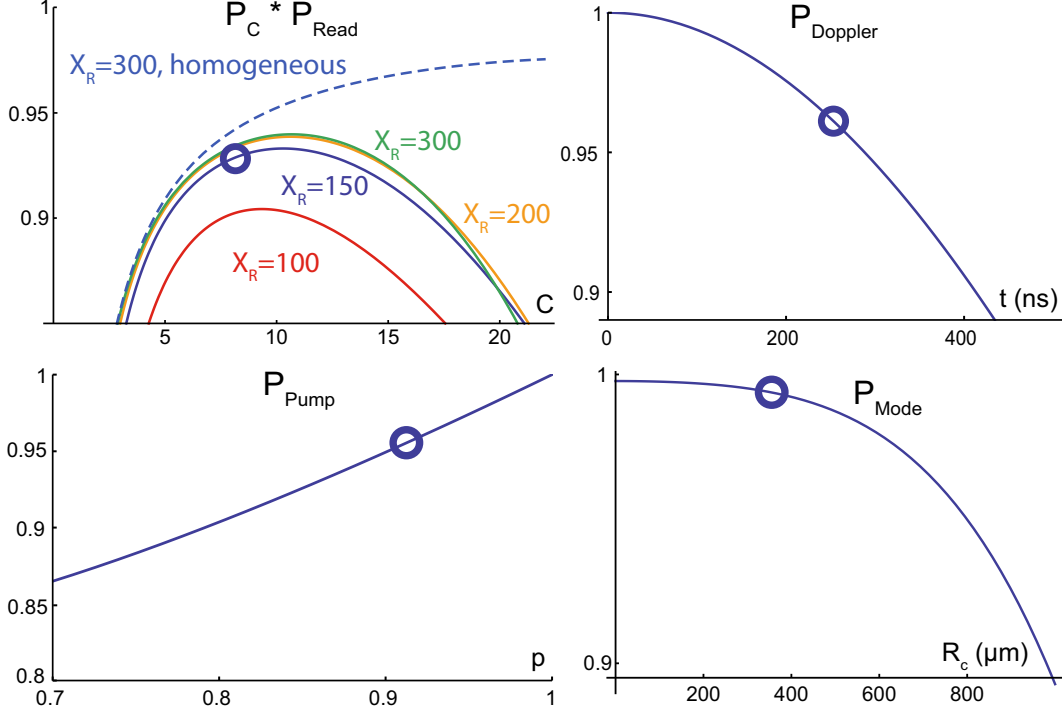 P_C * P_Read
1
X_R=300, homogeneous
0.95
X_R=300
X_R=150
0.9
X_R=200
X_R=100
C
5
10
15
20
P_Doppler
1
0.95
0.9
t (ns)
0
200
400
P_Pump
1
0.95
0.9
0.85
0.8
p
0.7
0.8
0.9
1
P_Mode
1
0.9
R_c (µm)
200
400
600
800